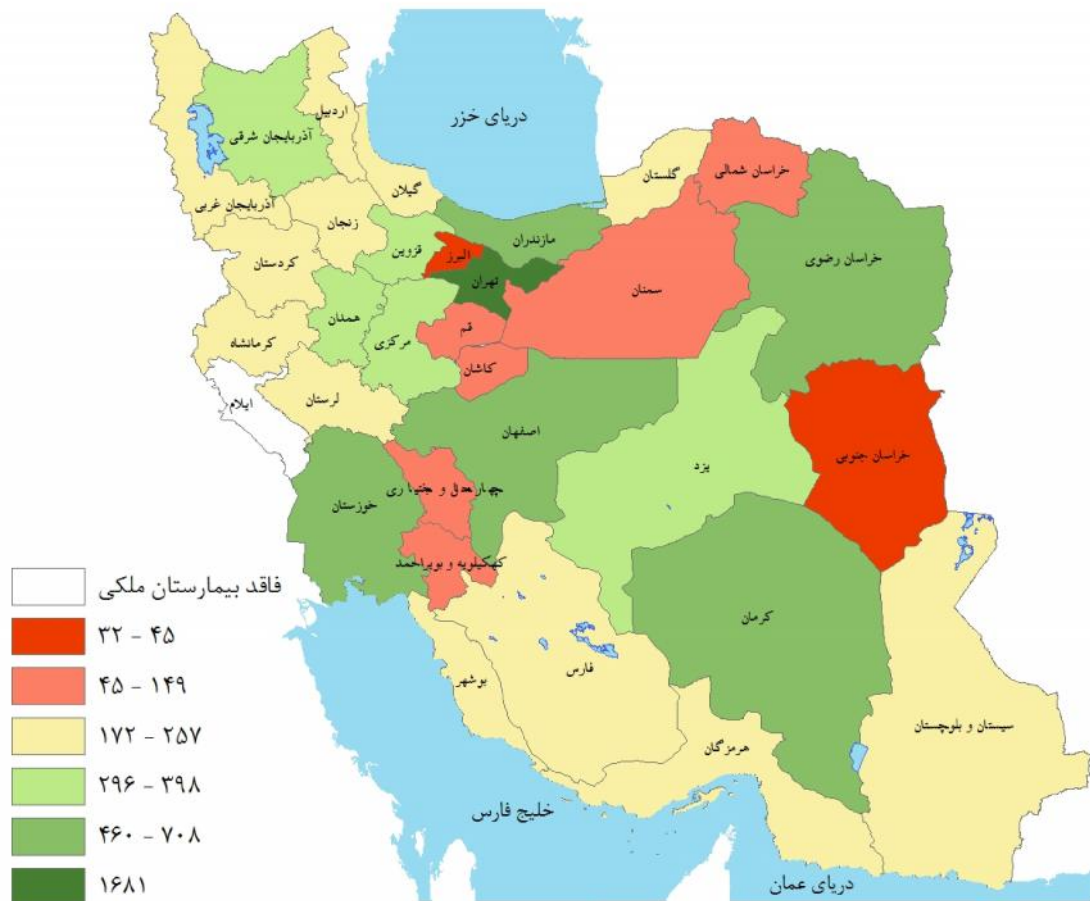 دریای خزر
اردبیل
آذربایجان شرقی
گیلان
گلستان
خراسان شمالی
آذربایجان غربی
زنجان
قزوین
البرز
مازندران
خراسان رضوی
کردستان
تهران
سمنان
همدان
مرکزی
قم
کرمانشاه
کاشان
ایلام
لرستان
اصفهان
یزد
خراسان جنوبی
خوزستان
کهکیلویه و بویراحمد
کرمان
فارس
بوشهر
سیستان و بلوچستان
هرمزگان
خلیج فارس
دریای عمان
فاقد بیمارستان ملکی
۳۲ - ۴۵
۴۵ - ۱۴۹
۱۷۲ - ۲۵۷
۲۹۶ - ۳۹۸
۴۶۰ - ۷۰۸
۱۶۸۱